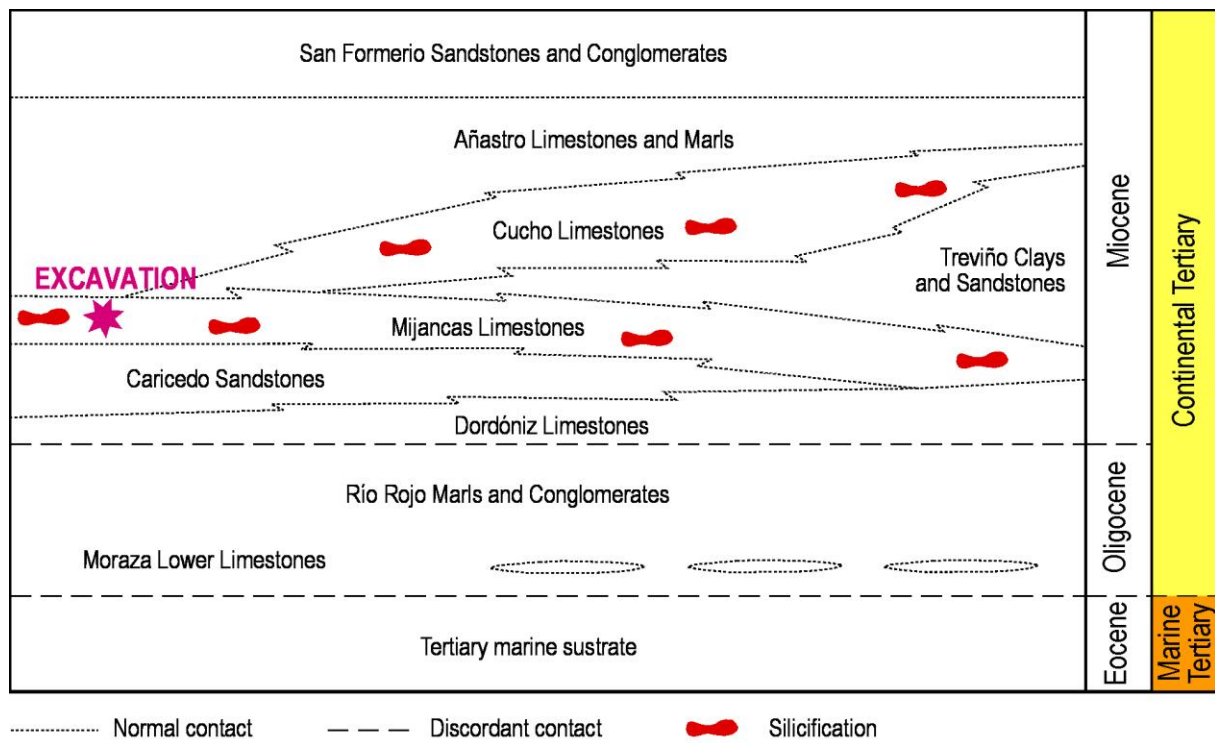 San Formerio Sandstones and Conglomerates
Añastro Limestones and Marls
Cucho Limestones
Treviño Clays
and Sandstones
EXCAVATION
Mijancas Limestones
Caricedo Sandstones
Dordóniz Limestones
Río Rojo Marls and Conglomerates
Moraza Lower Limestones
Tertiary marine sustrate
Miocene
Oligocene
Eocene
Continental Tertiary
Marine
Tertiary
Normal contact
Discordant contact
Silicification